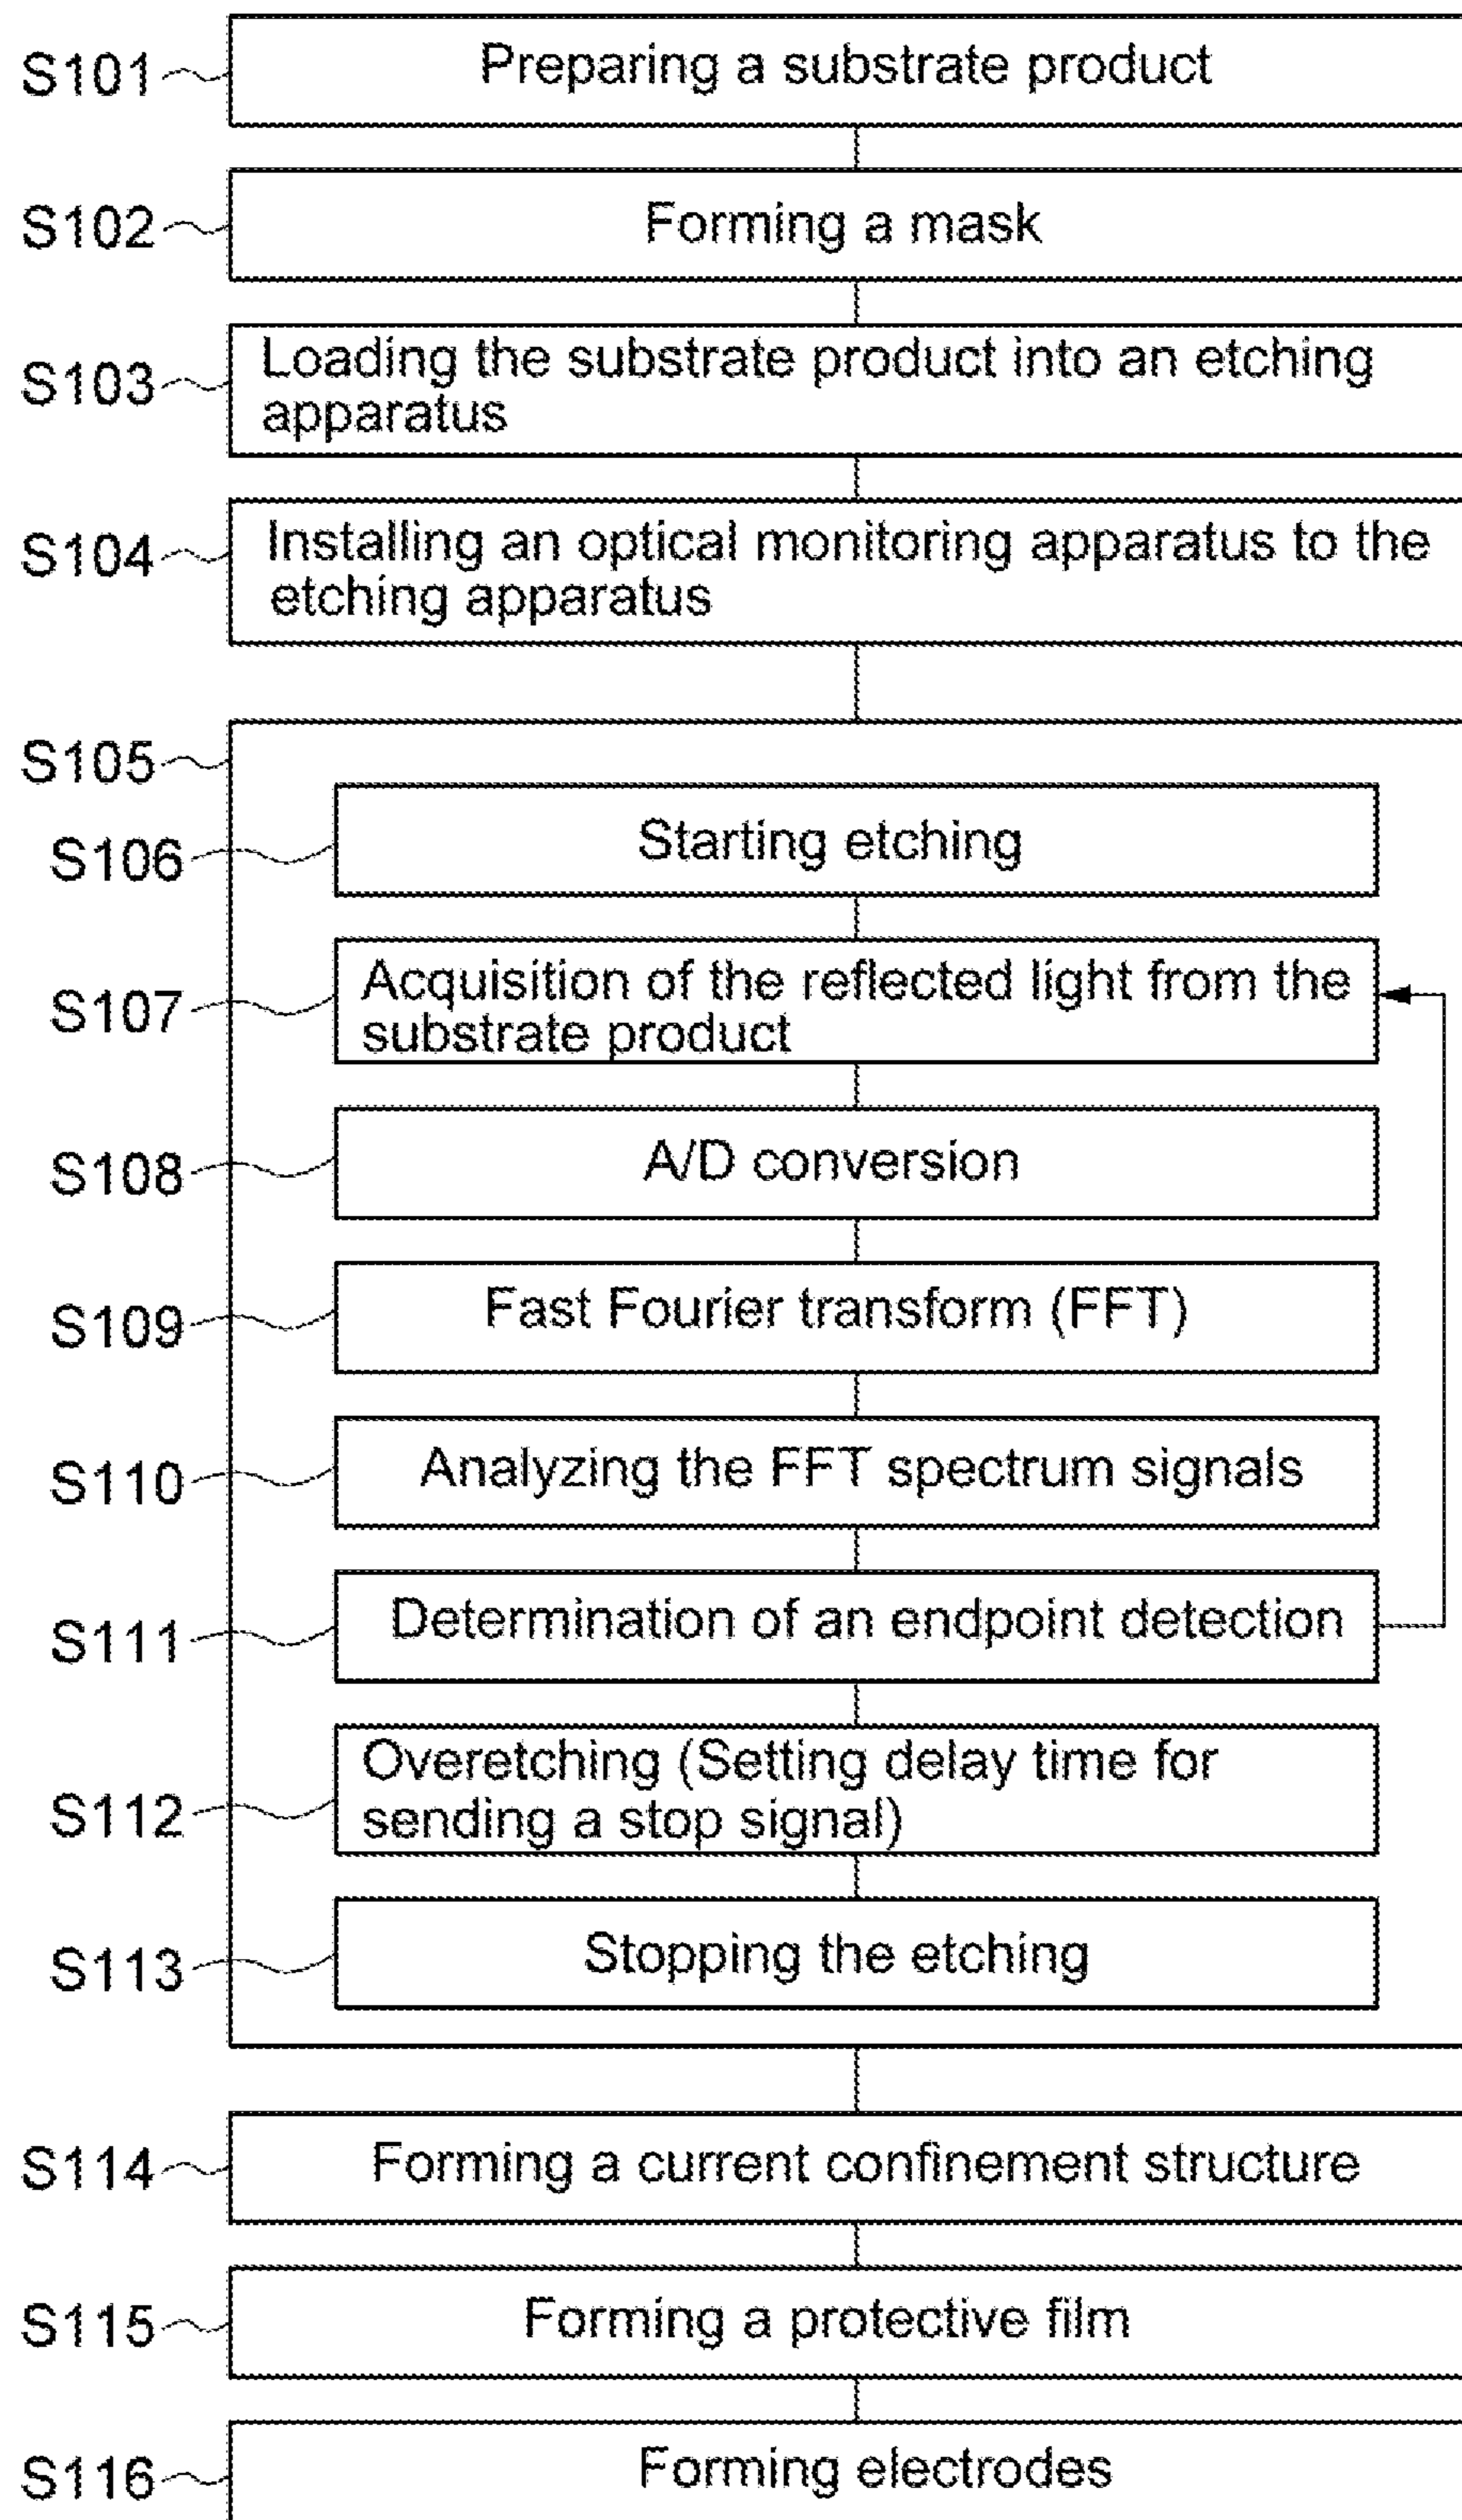 S101 Preparing a substrate product
S102 Forming a mask
S103 Loading the substrate product into an etching
apparatus
S104 Installing an optical monitoring apparatus to the
etching apparatus
S105
S106 Starting etching
S107 Acquisition of the reflected light from the
substrate product
S108 A/D conversion
S109 Fast Fourier transform (FFT)
S110 Analyzing the FFT spectrum signals
S111 Determination of an endpoint detection
S112 Overetching (Setting delay time for
sending a stop signal)
S113 Stopping the etching
S114 Forming a current confinement structure
S115 Forming a protective film
S116 Forming electrodes